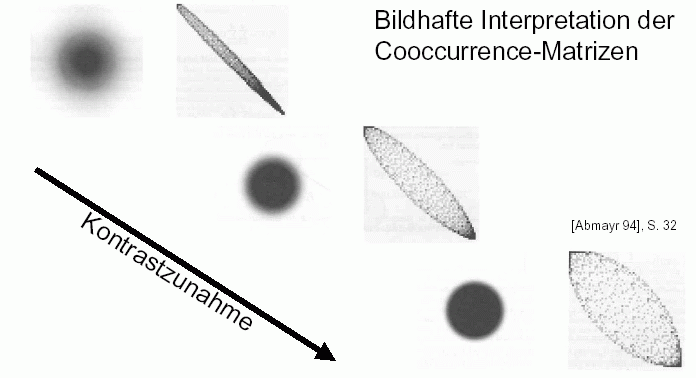 Bildhafte Interpretation der
Cooccurrence-Matrizen
[Abmayr 94], S. 32
Kontrastzunahme